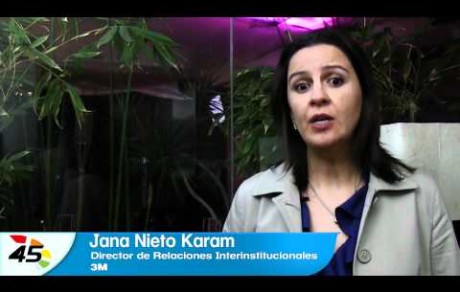 45
Jana Nieto Karam
Director de Relaciones Interinstitucionales
3M